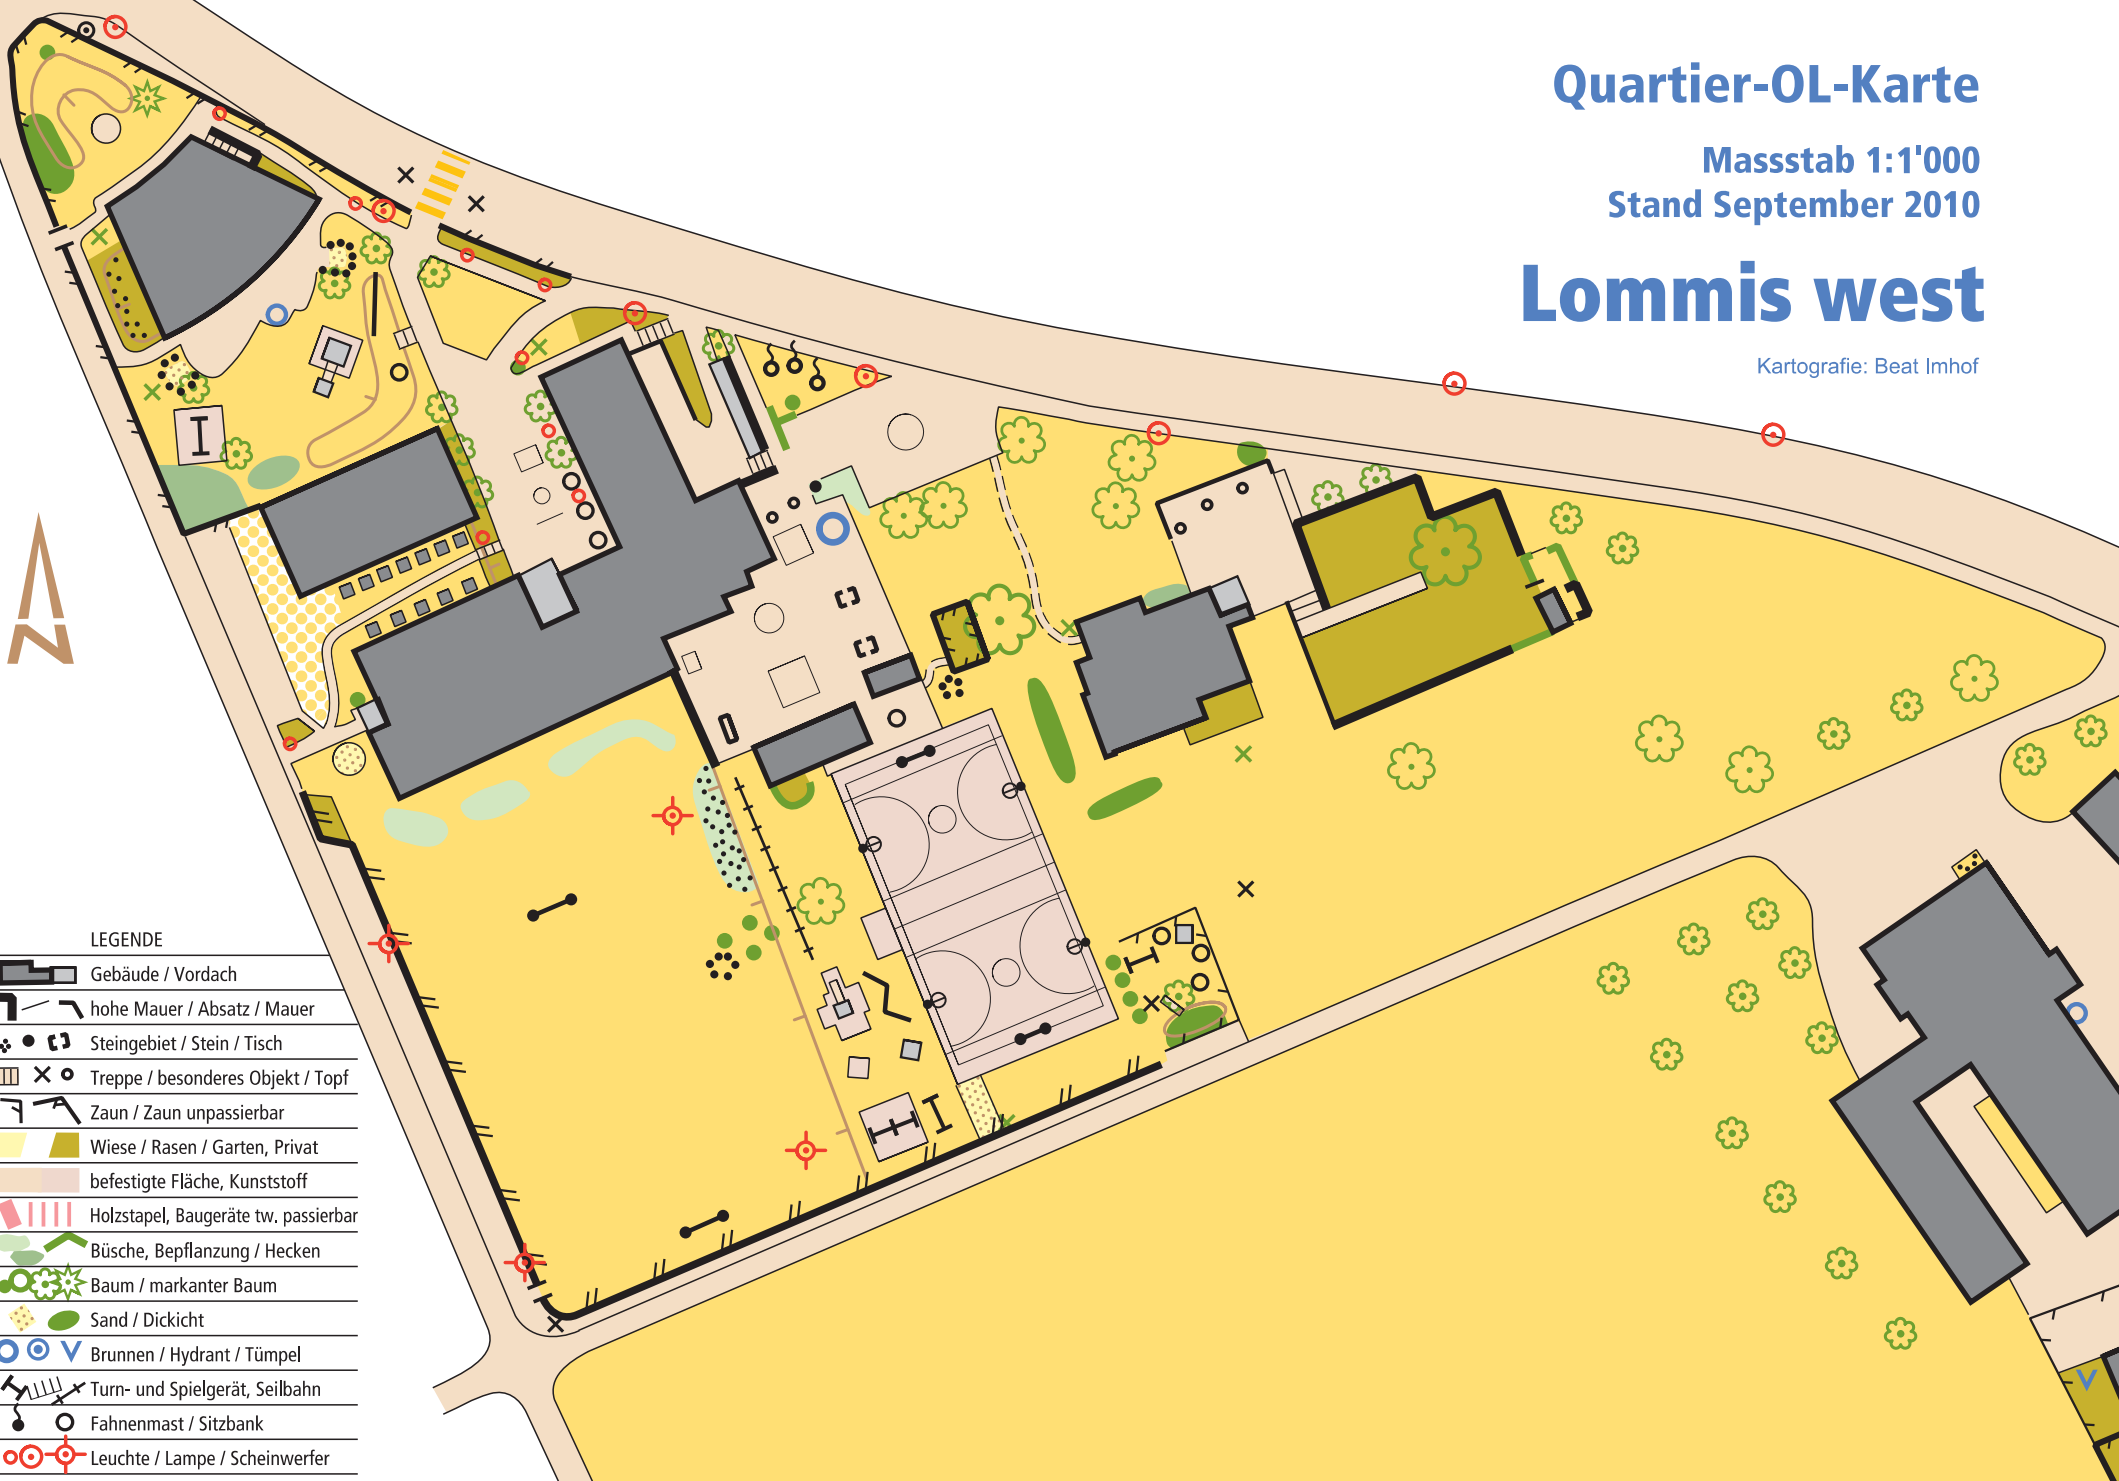 Quartier-OL-Karte
Massstab 1:1'000
Stand September 2010
Lommis west
Kartografie: Beat Imhof
N
LEGENDE
Gebäude / Vordach
hohe Mauer / Absatz / Mauer
Steingebiet / Stein / Tisch
Treppe / besonderes Objekt / Topf
Zaun / Zaun unpassierbar
Wiese / Rasen / Garten, Privat
befestigte Fläche, Kunststoff
Holzstapel, Baugeräte tw. passierbar
Büsche, Bepflanzung / Hecken
Baum / markanter Baum
Sand / Dickicht
Brunnen / Hydrant / Tümpel
Turn- und Spielgerät, Seilbahn
Fahnenmast / Sitzbank
Leuchte / Lampe / Scheinwerfer